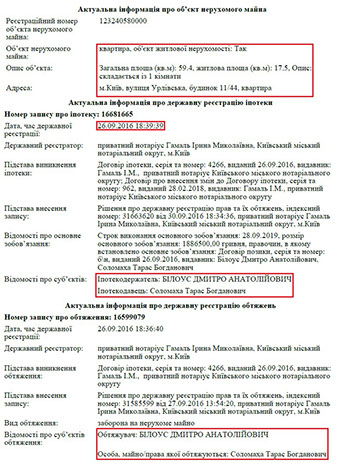 Актуальна інформація про об'єкт нерухомого майна
Реєстраційний номер об'єкта нерухомого майна: 123240580000
Об'єкт нерухомого майна: квартира, об'єкт житлової нерухомості: Так
Опис об'єкта: Загальна площа (кв.м): 59.4, житлова площа (кв.м): 17.5, Опис: складається із 1 кімнати
Адреса: м.Київ, вулиця Урлівська, будинок 11/44, квартира
Актуальна інформація про державну реєстрацію іпотеки
Номер запису про іпотеку: 16681665
Дата, час державної реєстрації: 26.09.2016 18:39:39
Державний реєстратор: приватний нотаріус Гамаль Ірина Миколаївна, Київський міський нотаріальний округ, м.Київ
Підстава виникнення іпотеки: Договір іпотеки, серія та номер: 4266, виданий 26.09.2016, видавник: Гамаль І.М., приватний нотаріус Київського міського нотаріального округу; Договір про внесення змін до Договору іпотеки, серія та номер: 962, виданий 28.02.2018, видавник: Гамаль І.М., приватний нотаріус Київського міського нотаріального округу
Підстава внесення запису: Рішення про державну реєстрацію прав та їх обтяжень, індексний номер: 31663620 від 30.09.2016 18:34:36, приватний нотаріус Гамаль Ірина Миколаївна, Київський міський нотаріальний округ, м.Київ
Відомості про основне зобов'язання: Строк виконання основного зобов'язання: 28.09.2019, розмір основного зобов'язання: 1886500,00 гривня, правочин, в якому встановлено основне зобов'язання: Договір позики, серія та номер: б/н, виданий 26.09.2016, видавник: Білоус Дмитро Анатолійович, Соломаха Тарас Богданович
Відомості про суб'єктів: Іпотекодержатель: БІЛОУС ДМИТРО АНАТОЛІЙОВИЧ
Іпотекодавець: Соломаха Тарас Богданович
Актуальна інформація про державну реєстрацію обтяжень
Номер запису про обтяження: 16599079
Дата, час державної реєстрації: 26.09.2016 18:36:40
Державний реєстратор: приватний нотаріус Гамаль Ірина Миколаївна, Київський міський нотаріальний округ, м.Київ
Підстава виникнення обтяження: Договір іпотеки, серія та номер: 4266, виданий 26.09.2016, видавник: Гамаль І.М., приватний нотаріус Київського міського нотаріального округу
Підстава внесення запису: Рішення про державну реєстрацію прав та їх обтяжень, індексний номер: 31585599 від 27.09.2016 13:54:20, приватний нотаріус Гамаль Ірина Миколаївна, Київський міський нотаріальний округ, м.Київ
Вид обтяження: заборона на нерухоме майно
Відомості про суб'єктів обтяження: Обтяжувач: БІЛОУС ДМИТРО АНАТОЛІЙОВИЧ
Особа, майно/права якої обтяжуються: Соломаха Тарас Богданович